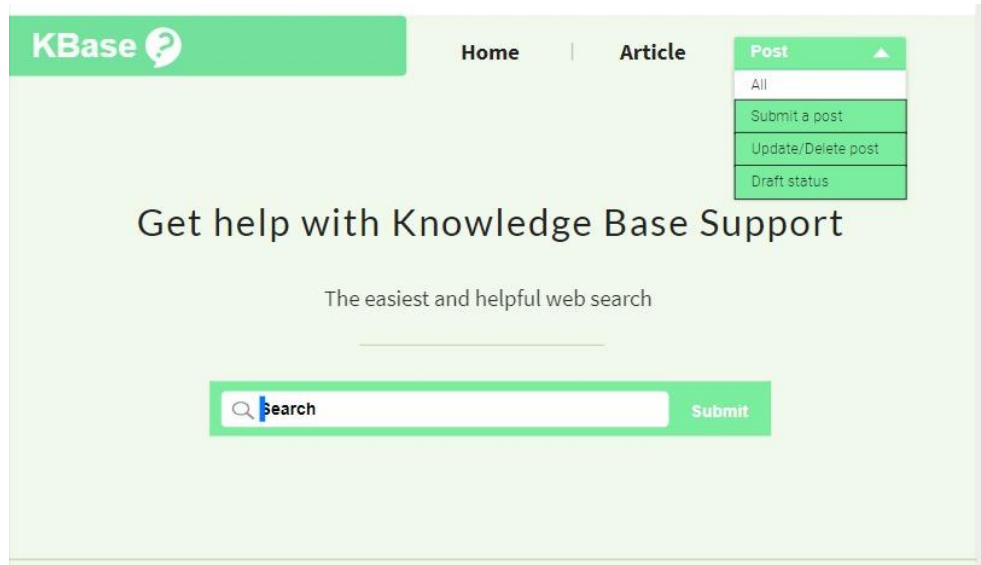 KBase
Home | Article
Post
All
Submit a post
Update/Delete post
Draft status
Get help with Knowledge Base Support
The easiest and helpful web search
Search
Submit